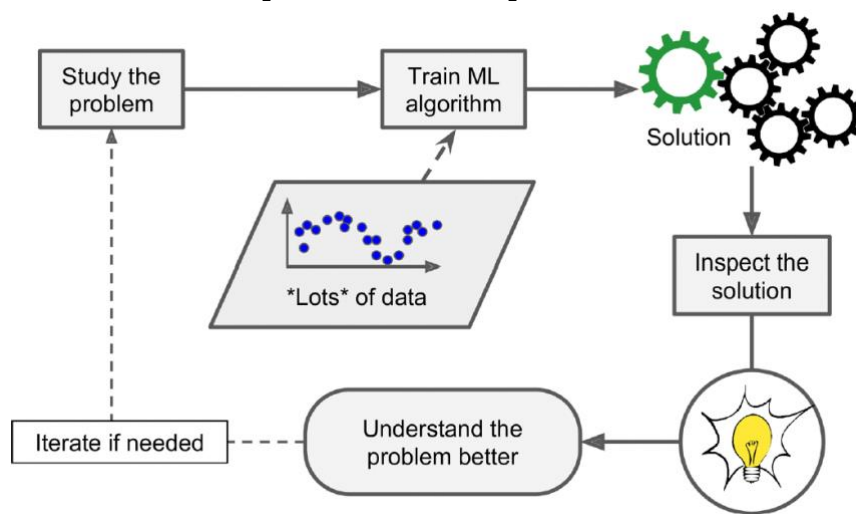 Study the
problem
Train ML
algorithm
Solution
*Lots* of data
Inspect the
solution
Understand the
problem better
Iterate if needed